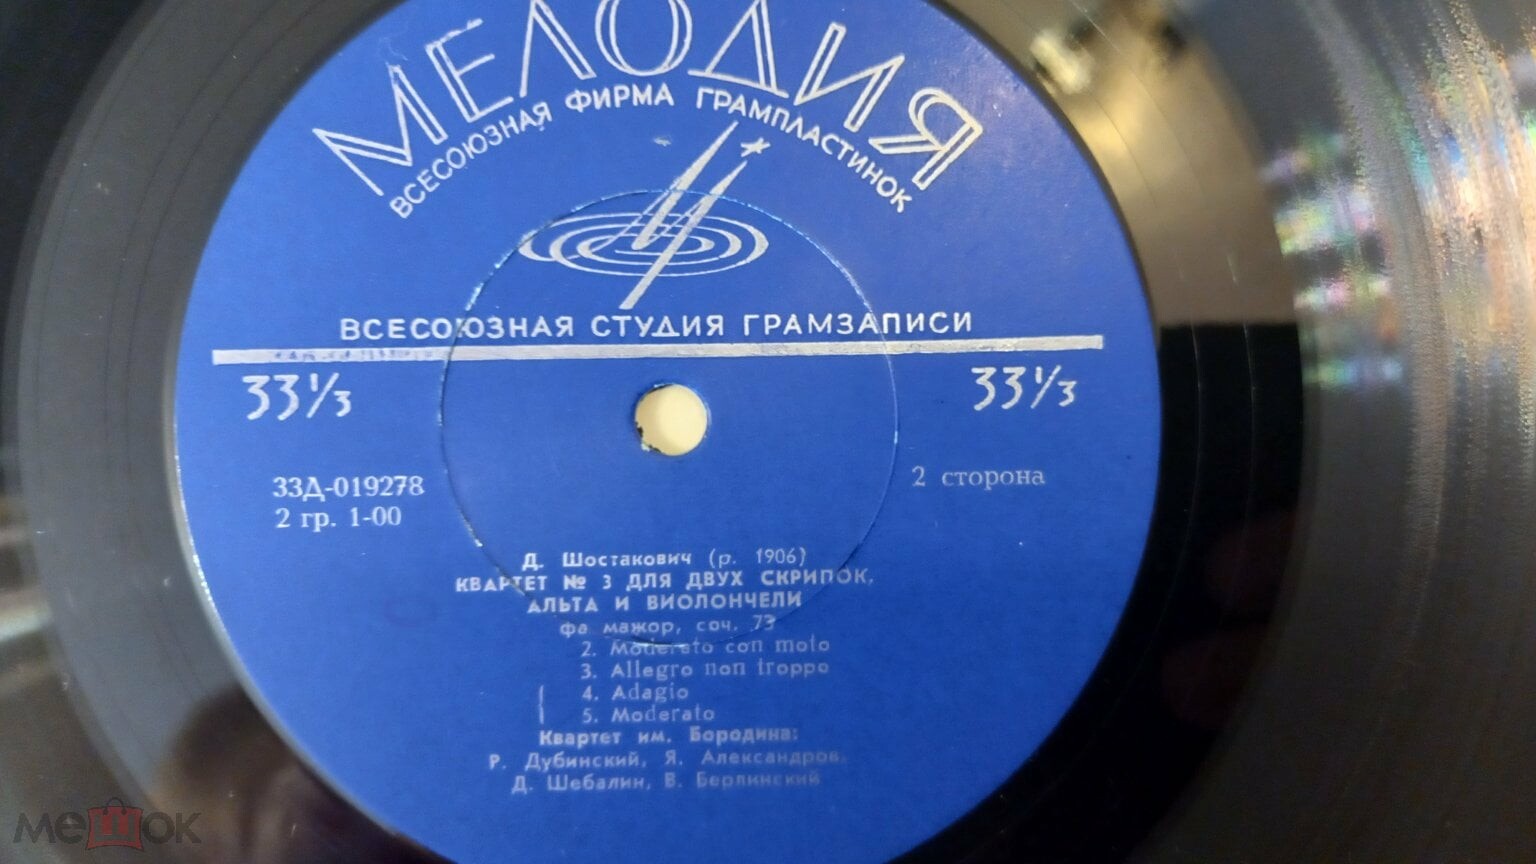 МЕЛОДИЯ
ВСЕСОЮЗНАЯ ФИРМА ГРАМПЛАСТИНОК
ВСЕСОЮЗНАЯ СТУДИЯ ГРАМЗАПИСИ
33⅓ 33⅓
33Д-019278
2 сторона
2 гр. 1-00
Д. Шостакович (р. 1906)
КВАРТЕТ № 3 ДЛЯ ДВУХ СКРИПОК,
АЛЬТА И ВИОЛОНЧЕЛИ
фа мажор, соч. 73
2. Moderato con moto
3. Allegro non troppo
4. Adagio
5. Moderato
Квартет им. Бородина:
Р. Дубинский, Я. Александров,
Д. Шебалин, В. Берлинский
мешок